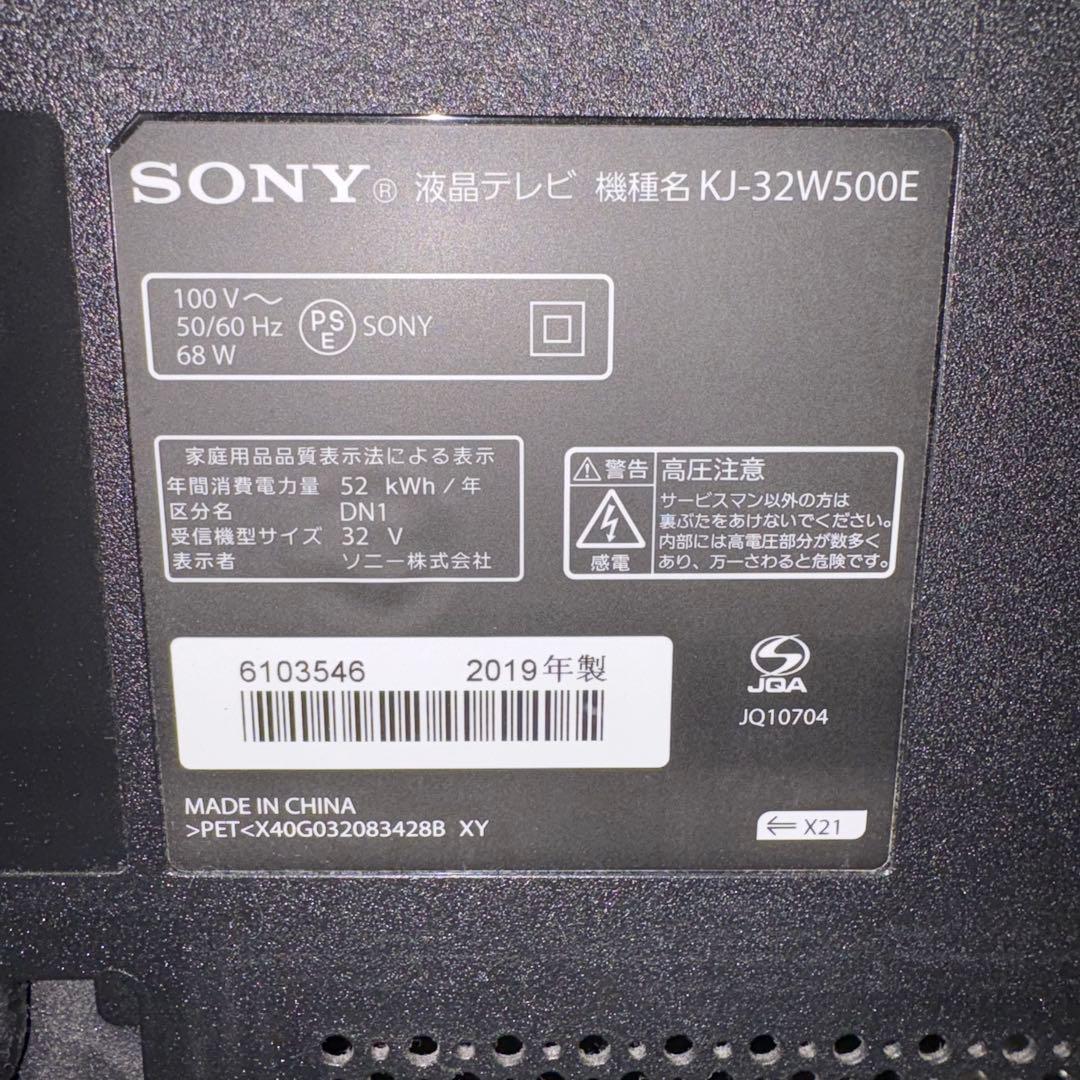 SONY® 液晶テレビ 機種名 KJ-32W500E
100 V～
50/60 Hz
68 W
PSE SONY
家庭用品品質表示法による表示
年間消費電力量 52 kWh/年
区分名 DN1
受信機型サイズ 32 V
表示者 ソニー株式会社
警告 高圧注意
感電
サービスマン以外の方は
裏ぶたをあけないでください。
内部には高電圧部分が数多く
あり、万一さわると危険です。
6103546 2019年製
JQA
JQ10704
MADE IN CHINA
>PET<X40G032083428B XY
⇐ X21